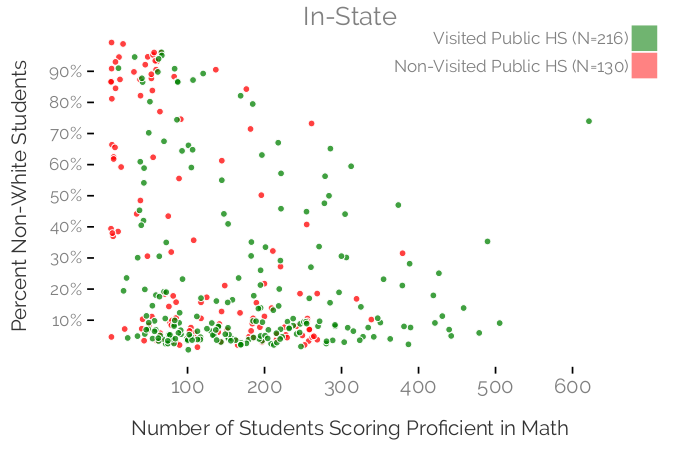 In-State
Visited Public HS (N=216)
Non-Visited Public HS (N=130)
Percent Non-White Students
90%
80%
70%
60%
50%
40%
30%
20%
10%
100 200 300 400 500 600
Number of Students Scoring Proficient in Math